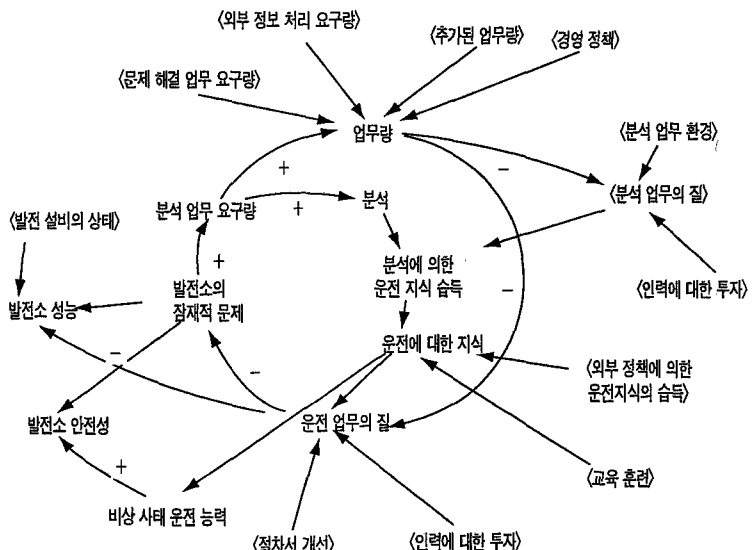 〈외부 정보 처리 요구량〉
〈추가된 업무량〉
〈경영 정책〉
〈문제 해결 업무 요구량〉
업무량
〈분석 업무 환경〉
+
−
분석 업무 요구량
+
분석
〈분석 업무의 질〉
〈발전 설비의 상태〉
+
분석에 의한
운전 지식 습득
발전소의
잠재적 문제
−
〈인력에 대한 투자〉
발전소 성능
운전에 대한 지식
−
−
〈외부 정책에 의한
운전지식의 습득〉
발전소 안전성
운전 업무의 질
+
〈교육 훈련〉
비상 사태 운전 능력
〈절차서 개선〉
〈인력에 대한 투자〉